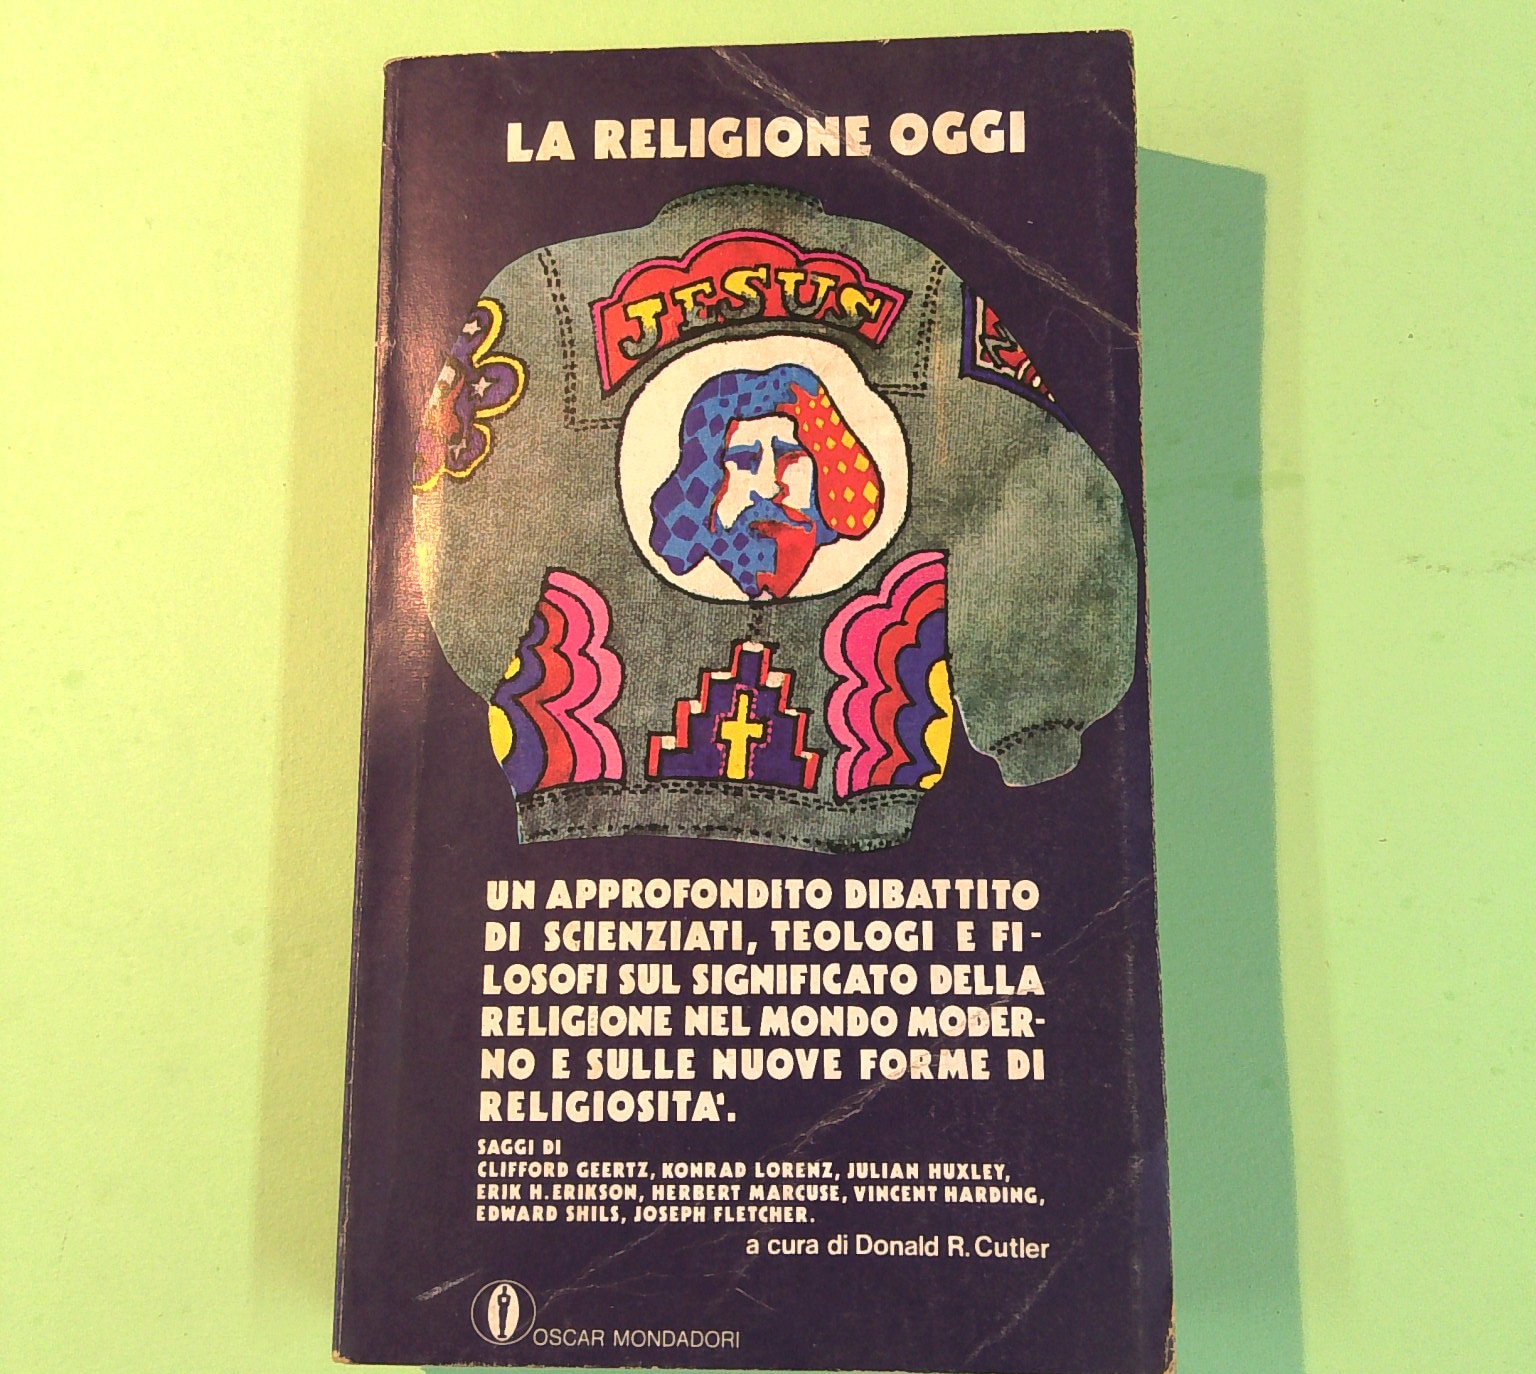 LA RELIGIONE OGGI
JESUS
UN APPROFONDITO DIBATTITO
DI SCIENZIATI, TEOLOGI E FI-
LOSOFI SUL SIGNIFICATO DELLA
RELIGIONE NEL MONDO MODER-
NO E SULLE NUOVE FORME DI
RELIGIOSITA'.
SAGGI DI
CLIFFORD GEERTZ, KONRAD LORENZ, JULIAN HUXLEY,
ERIK H. ERIKSON, HERBERT MARCUSE, VINCENT HARDING,
EDWARD SHILS, JOSEPH FLETCHER.
a cura di Donald R. Cutler
OSCAR MONDADORI